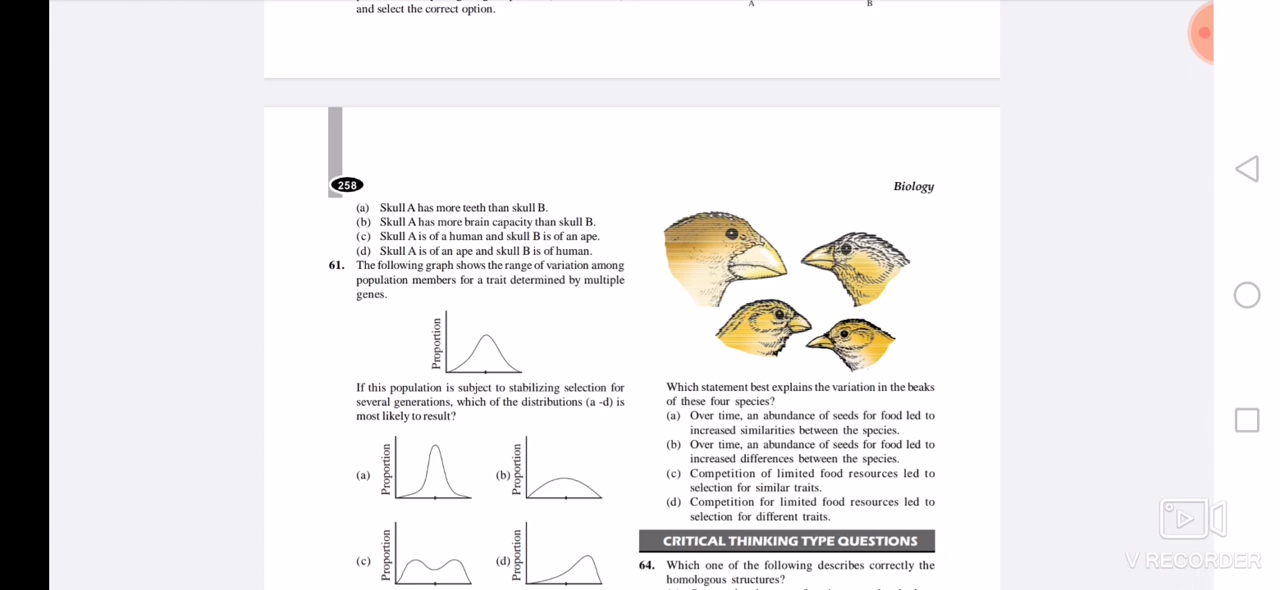 and select the correct option.
A
B
258
Biology
(a) Skull A has more teeth than skull B.
(b) Skull A has more brain capacity than skull B.
(c) Skull A is of a human and skull B is of an ape.
(d) Skull A is of an ape and skull B is of human.
61. The following graph shows the range of variation among
population members for a trait determined by multiple
genes.
Proportion
If this population is subject to stabilizing selection for
several generations, which of the distributions (a -d) is
most likely to result?
(a) Proportion
(b) Proportion
(c) Proportion
(d) Proportion
Which statement best explains the variation in the beaks
of these four species?
(a) Over time, an abundance of seeds for food led to
increased similarities between the species.
(b) Over time, an abundance of seeds for food led to
increased differences between the species.
(c) Competition of limited food resources led to
selection for similar traits.
(d) Competition for limited food resources led to
selection for different traits.
CRITICAL THINKING TYPE QUESTIONS
64. Which one of the following describes correctly the
homologous structures?
V RECORDER